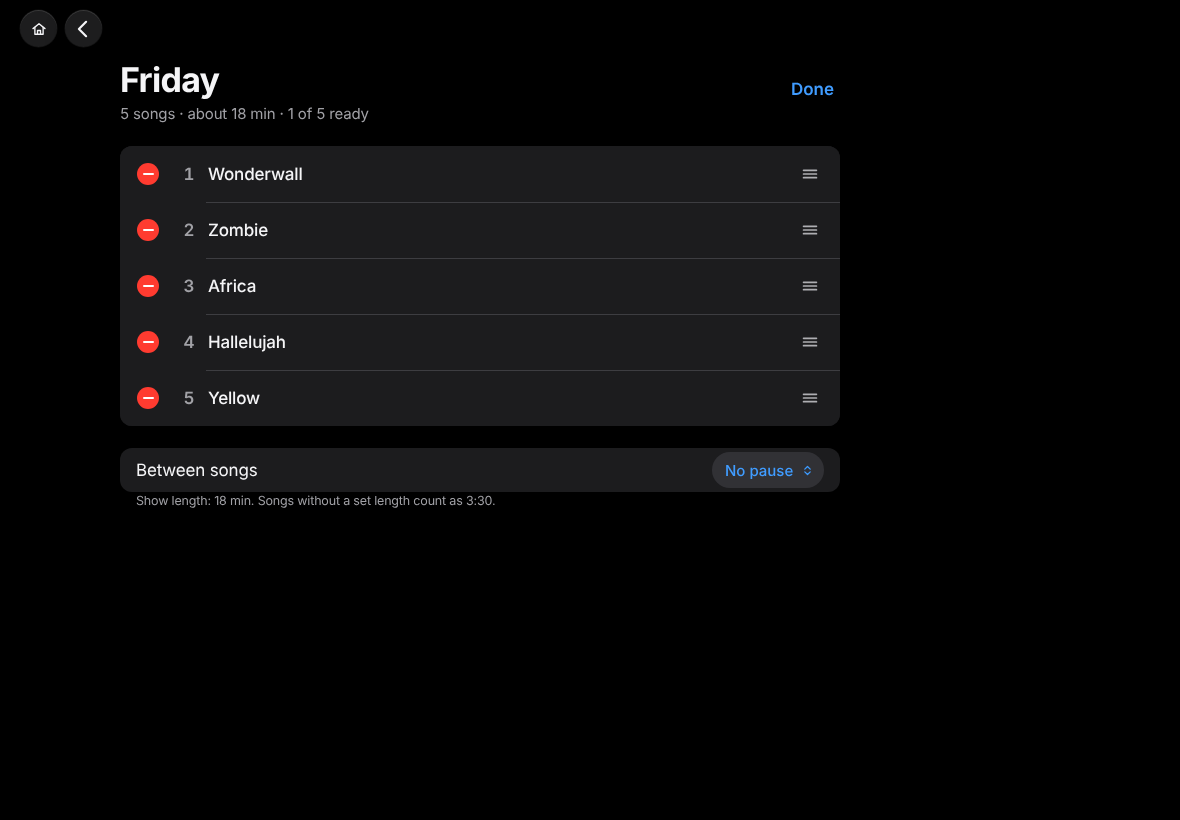 Friday
Done
5 songs · about 18 min · 1 of 5 ready
1 Wonderwall
2 Zombie
3 Africa
4 Hallelujah
5 Yellow
Between songs No pause
Show length: 18 min. Songs without a set length count as 3:30.